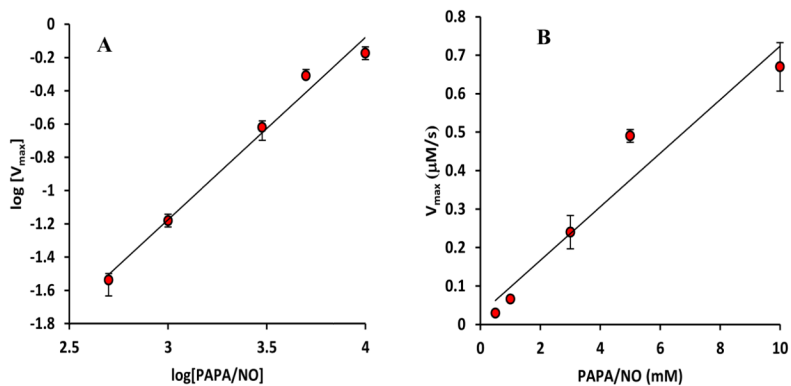 A
0
-0.2
-0.4
-0.6
-0.8
-1
-1.2
-1.4
-1.6
-1.8
log [Vmax]
2.5 3 3.5 4
log[PAPA/NO]
B
0.8
0.7
0.6
0.5
0.4
0.3
0.2
0.1
0
Vmax (μM/s)
0 2 4 6 8 10
PAPA/NO (mM)